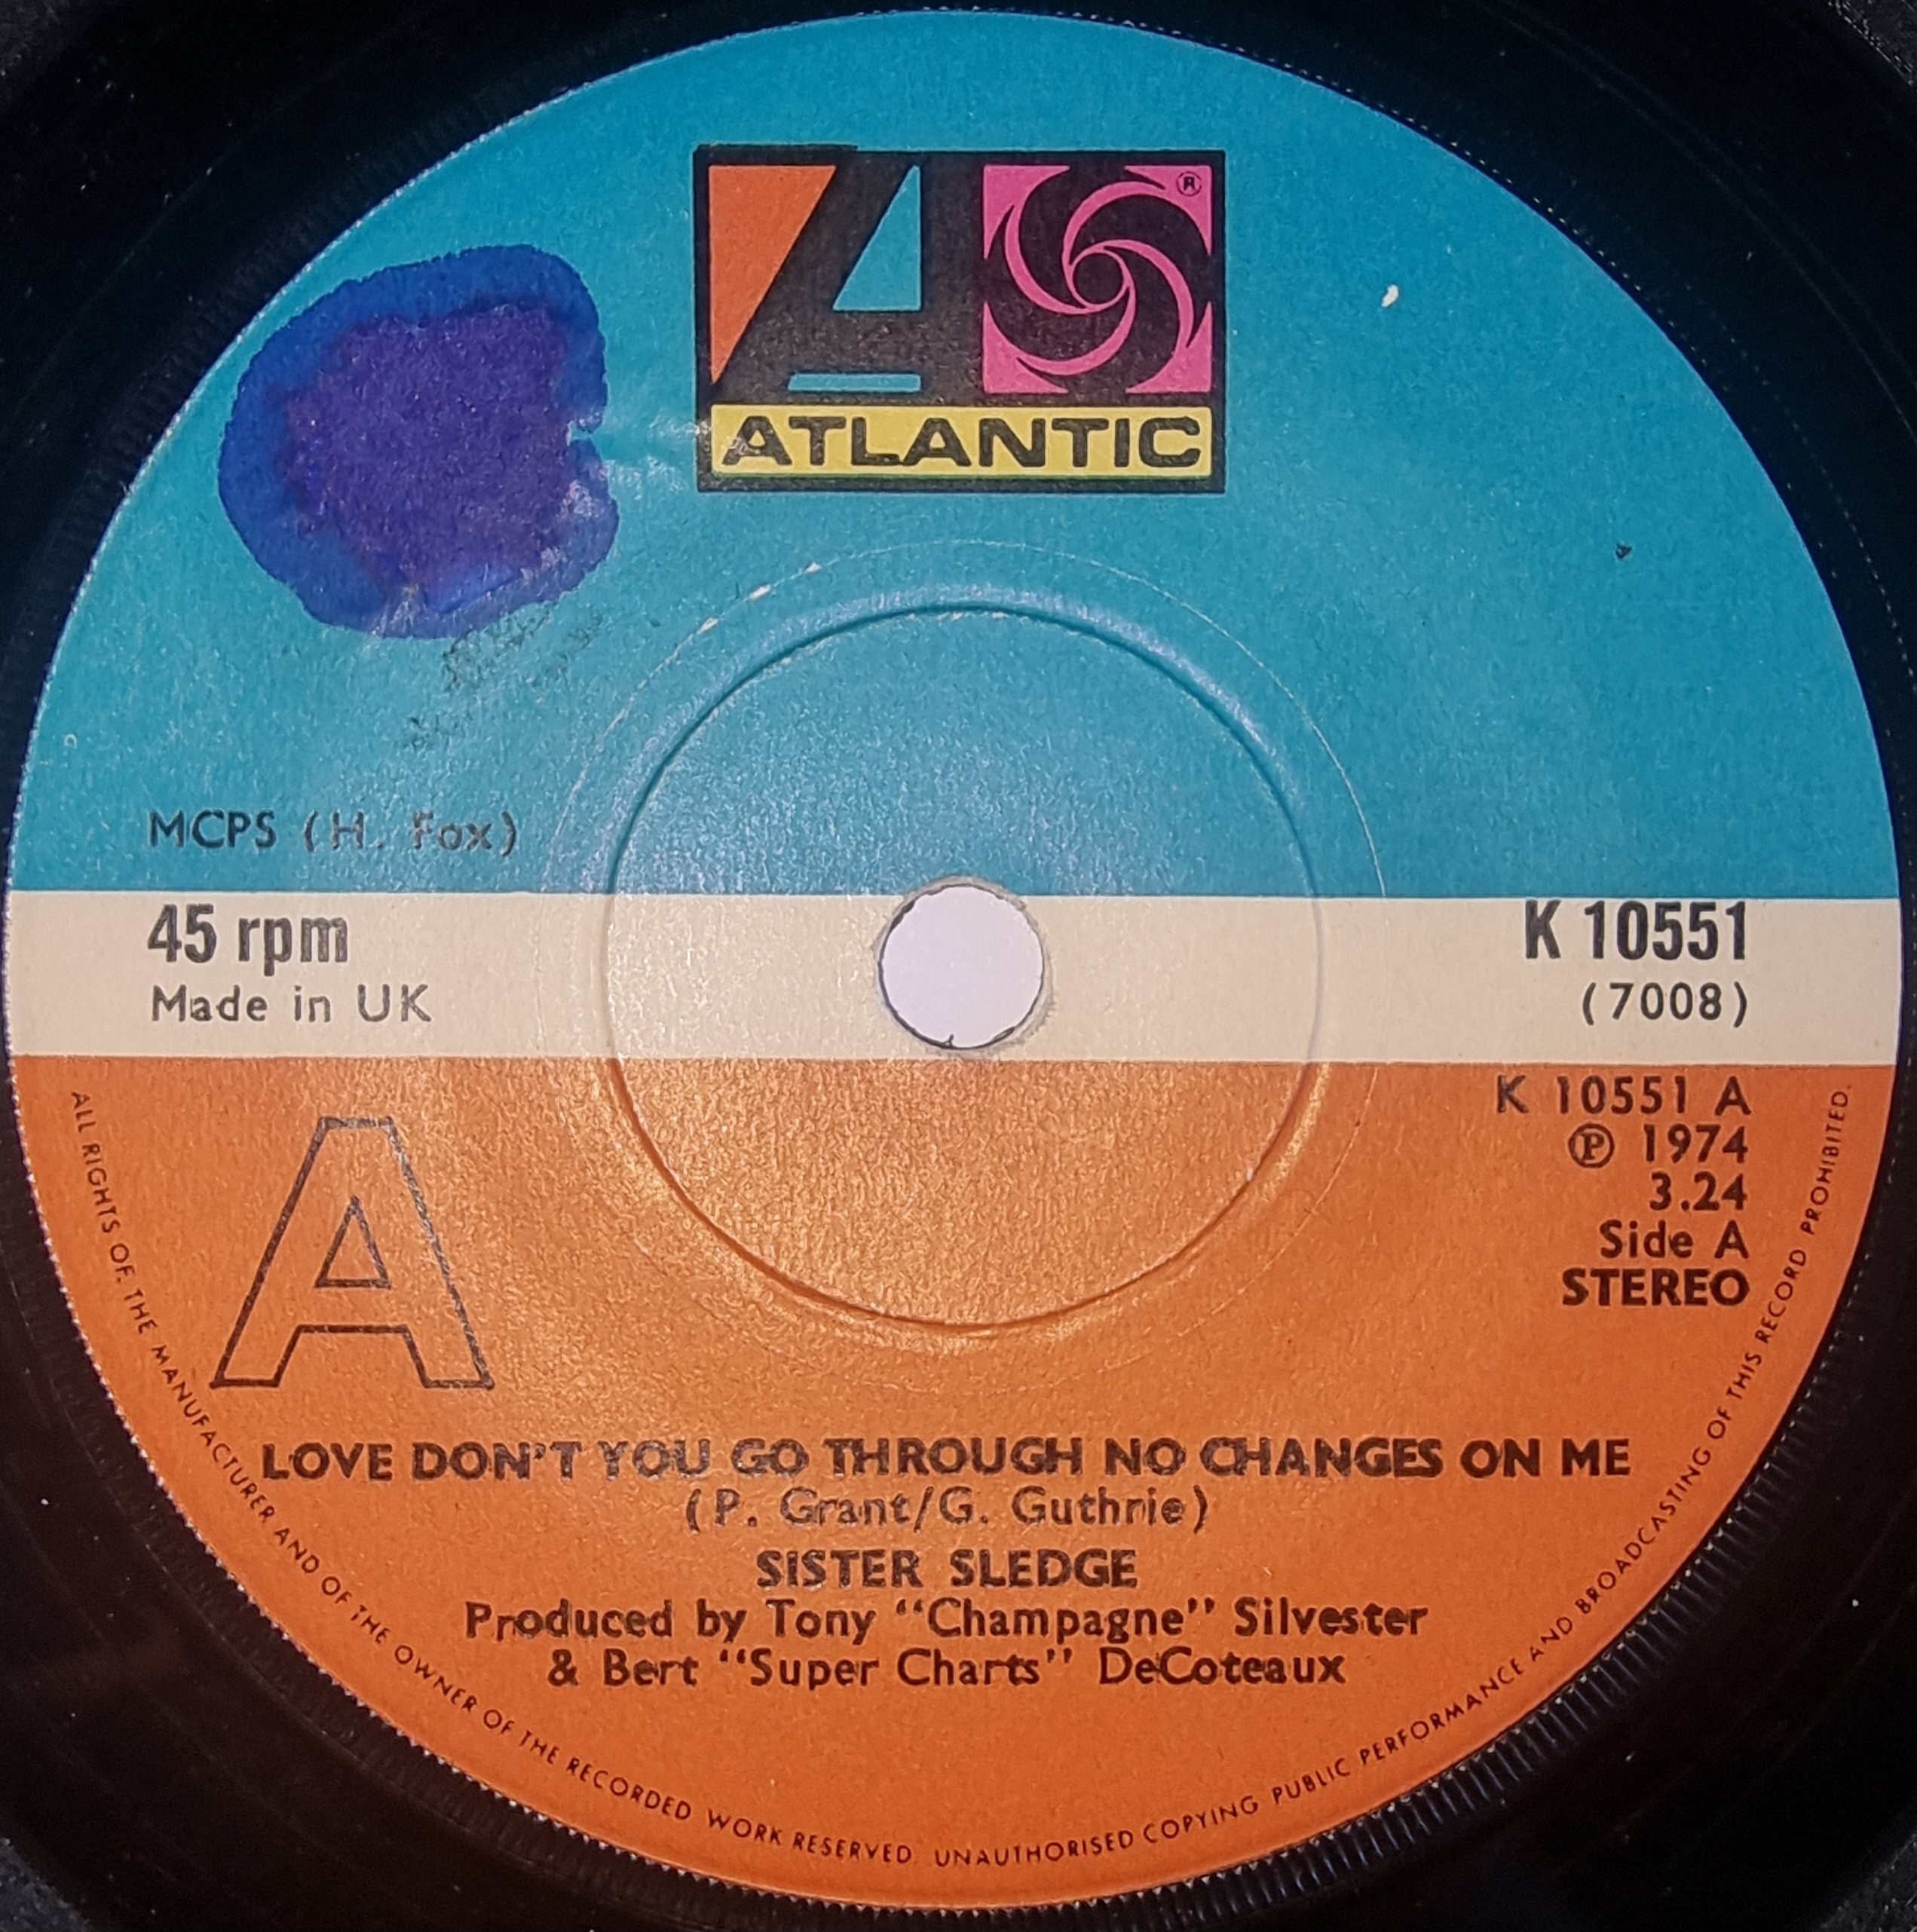 ®
ATLANTIC
MCPS (H. Fox)
45 rpm
Made in UK
K 10551
(7008)
K 10551 A
℗ 1974
3.24
Side A
STEREO
A
LOVE DON'T YOU GO THROUGH NO CHANGES ON ME
(P. Grant/G. Guthrie)
SISTER SLEDGE
Produced by Tony "Champagne" Silvester
& Bert "Super Charts" DeCoteaux
ALL RIGHTS OF THE MANUFACTURER AND OF THE OWNER OF THE RECORDED WORK RESERVED. UNAUTHORISED COPYING PUBLIC PERFORMANCE AND BROADCASTING OF THIS RECORD PROHIBITED.